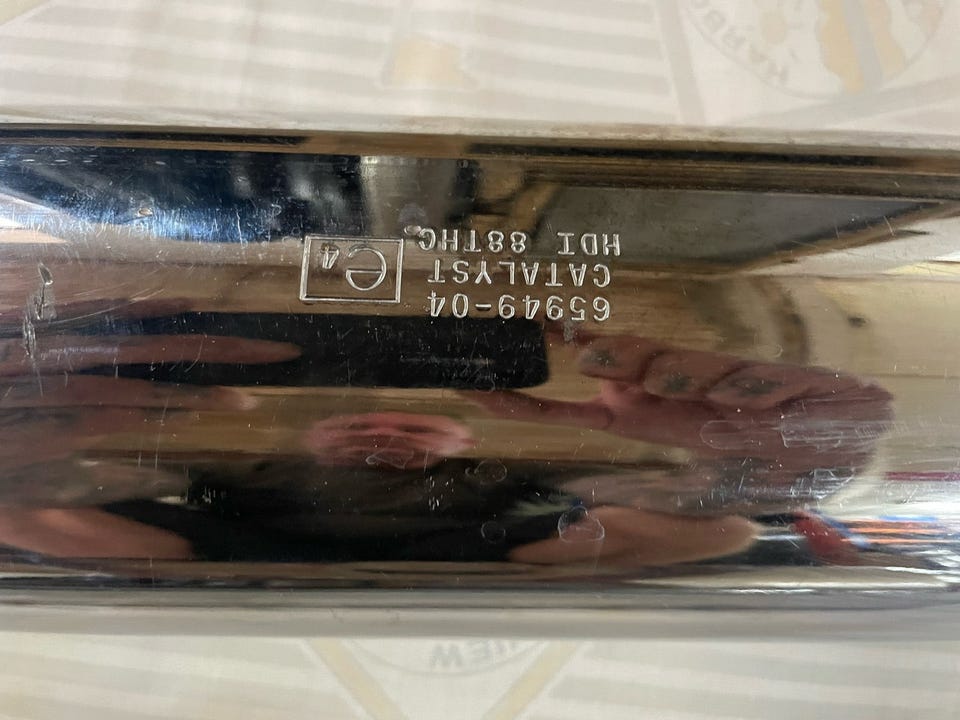 65949-04
CATALYST
HDI 88THC
e4